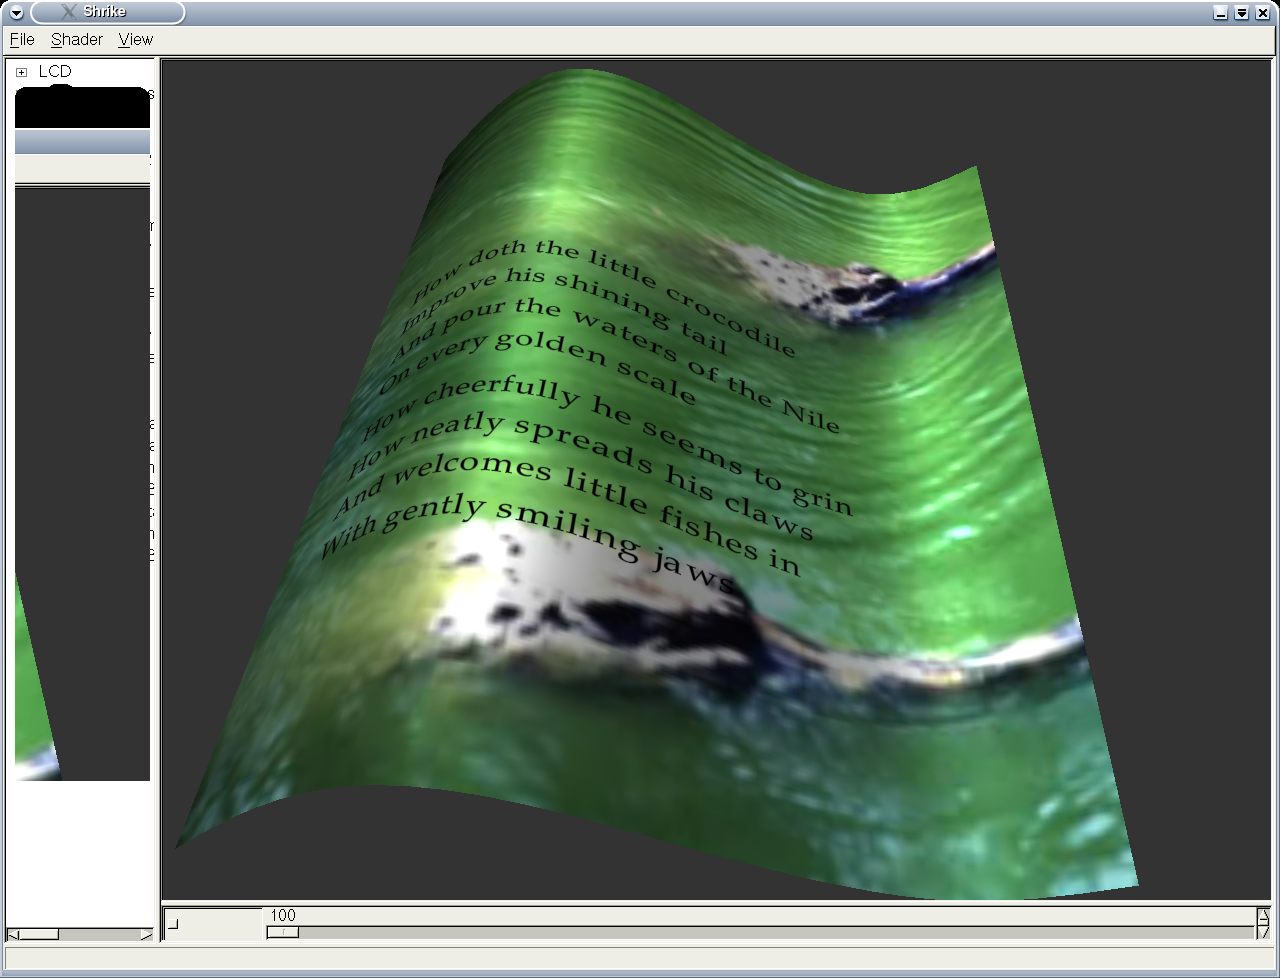 Shrike
File Shader View
LCD
How doth the little crocodile
Improve his shining tail
And pour the waters of the Nile
On every golden scale
How cheerfully he seems to grin
How neatly spreads his claws
And welcomes little fishes in
With gently smiling jaws
100